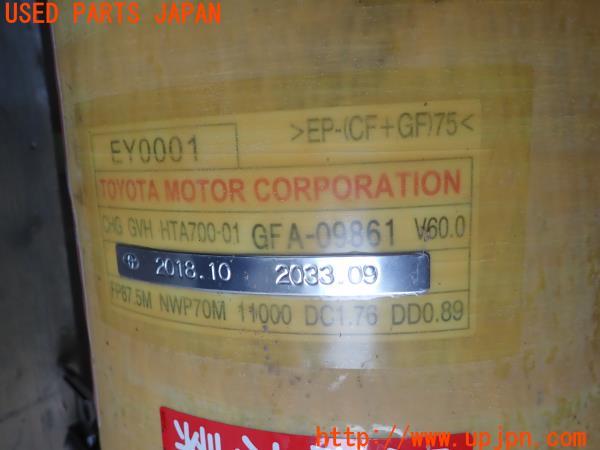 USED PARTS JAPAN
EY0001 >EP-(CF+GF)75<
TOYOTA MOTOR CORPORATION
CHG GVH HTA700-01 GFA-09861 V60.0
2018.10 2033.09
FP87.5M NWP70M 11000 DC1.76 DD0.89
http://www.upjpn.com/